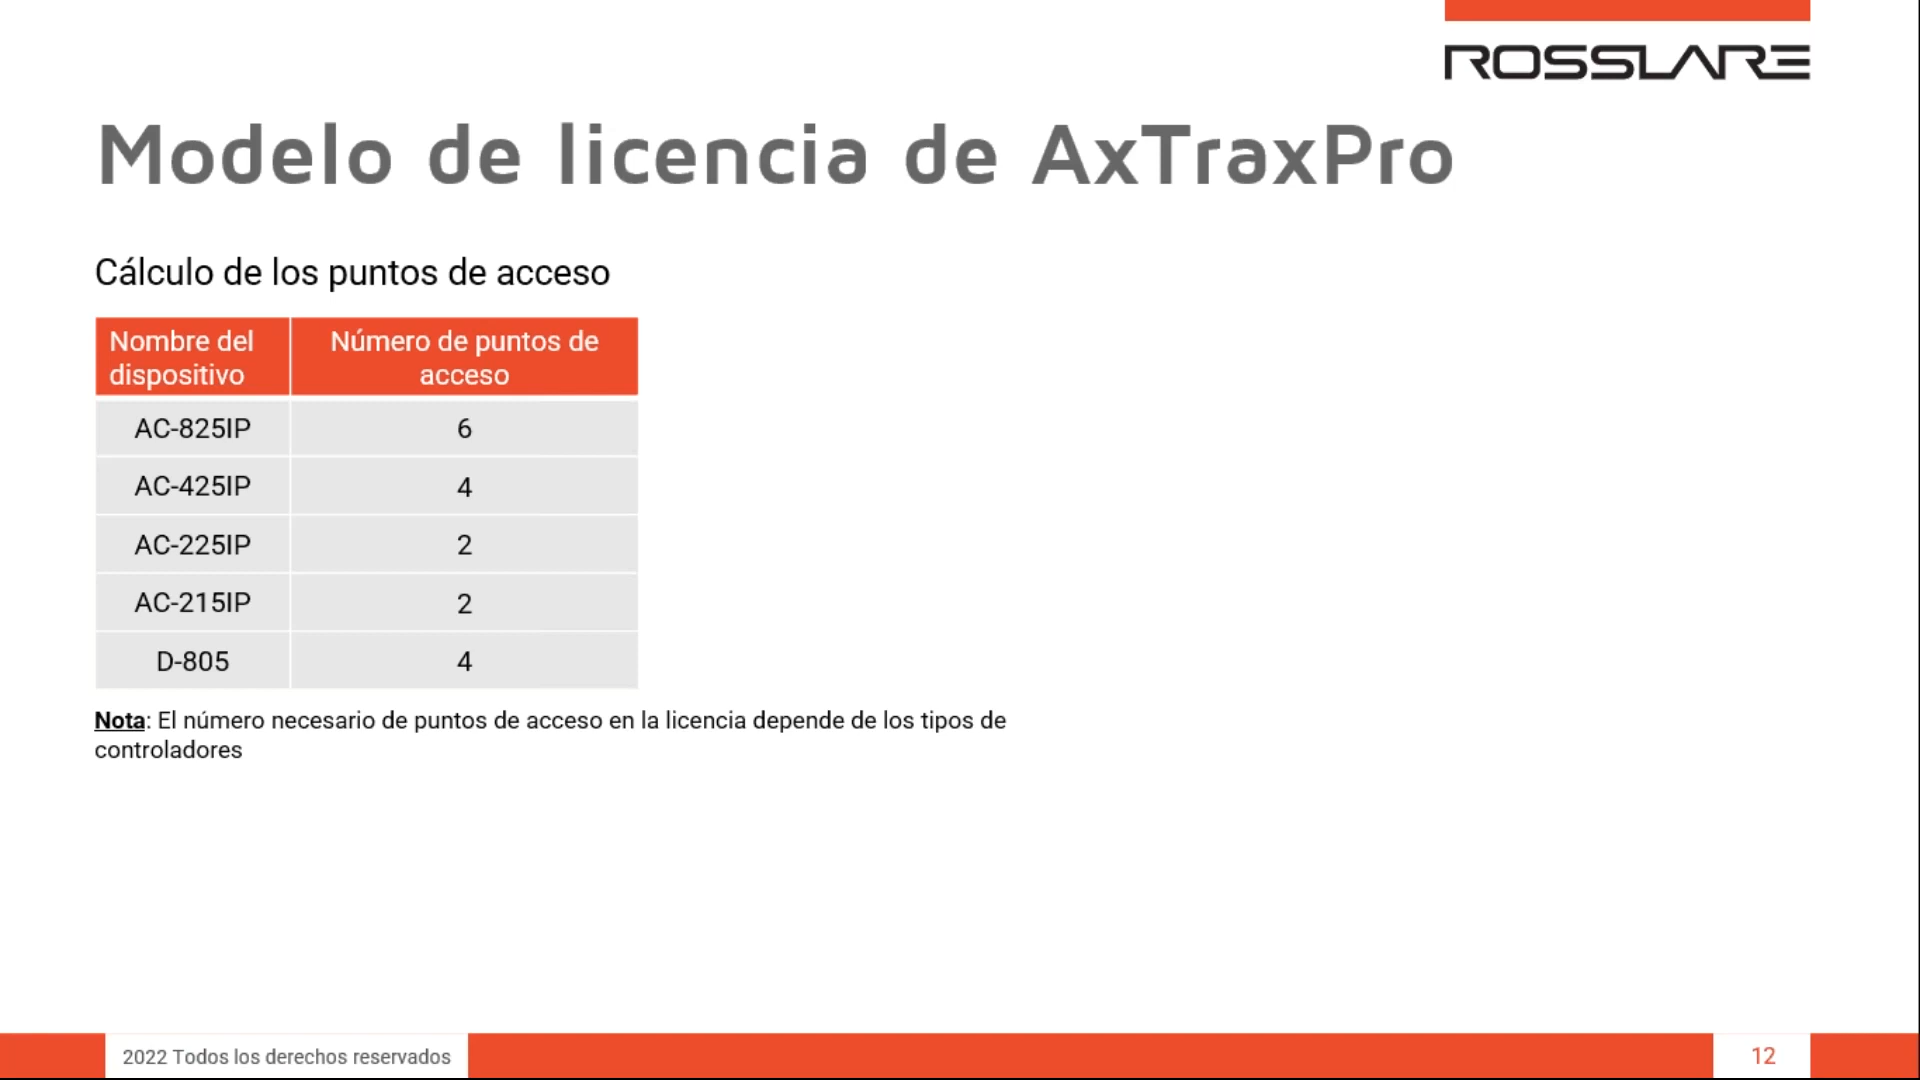 ROSSLARE
Modelo de licencia de AxTraxPro
Cálculo de los puntos de acceso
Nombre del dispositivo
Número de puntos de acceso
AC-825IP 6
AC-425IP 4
AC-225IP 2
AC-215IP 2
D-805 4
Nota: El número necesario de puntos de acceso en la licencia depende de los tipos de
controladores
2022 Todos los derechos reservados
12